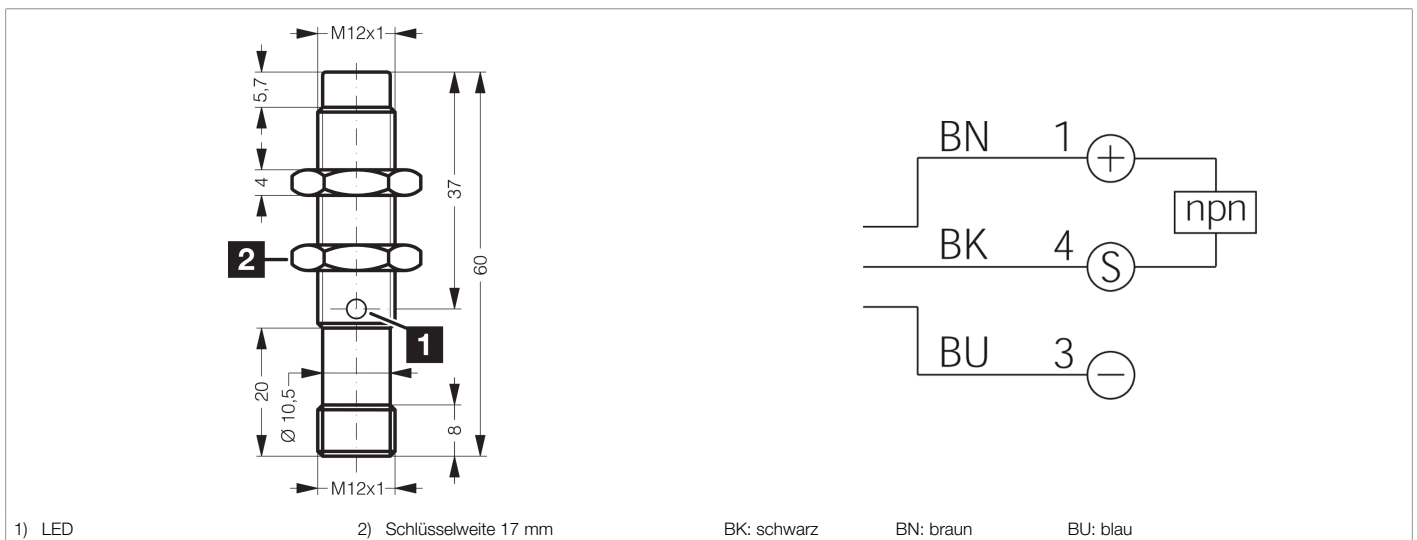 M12x1
5,7
4
37
60
2
1
20
Ø 10,5
8
M12x1
BN 1 +
npn
BK 4 S
BU 3 −
1) LED 2) Schlüsselweite 17 mm BK: schwarz BN: braun BU: blau